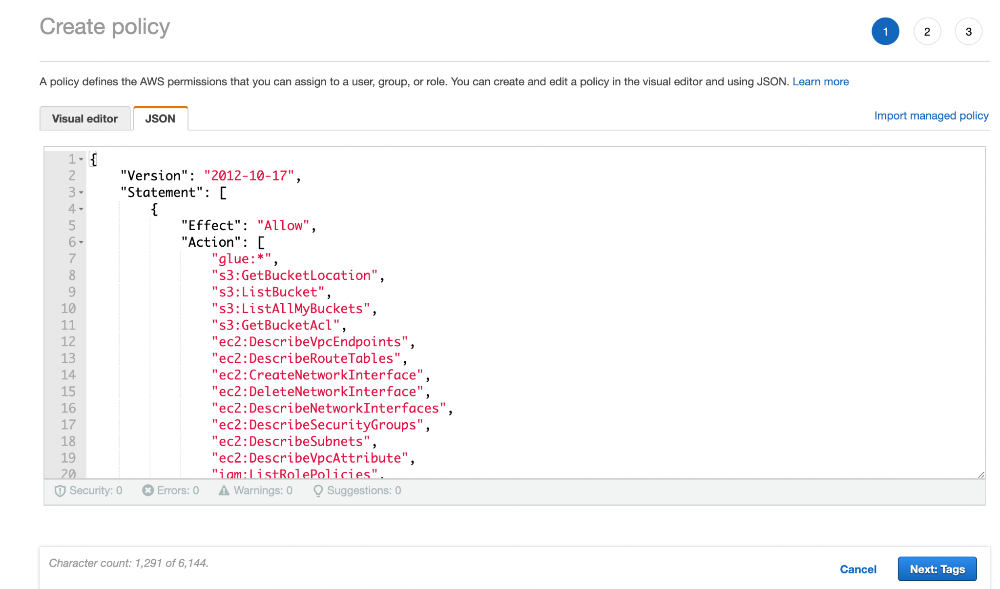 Create policy
1 2 3
A policy defines the AWS permissions that you can assign to a user, group, or role. You can create and edit a policy in the visual editor and using JSON. Learn more
Visual editor JSON Import managed policy
1 {
2 "Version": "2012-10-17",
3 "Statement": [
4 {
5 "Effect": "Allow",
6 "Action": [
7 "glue:*",
8 "s3:GetBucketLocation",
9 "s3:ListBucket",
10 "s3:ListAllMyBuckets",
11 "s3:GetBucketAcl",
12 "ec2:DescribeVpcEndpoints",
13 "ec2:DescribeRouteTables",
14 "ec2:CreateNetworkInterface",
15 "ec2:DeleteNetworkInterface",
16 "ec2:DescribeNetworkInterfaces",
17 "ec2:DescribeSecurityGroups",
18 "ec2:DescribeSubnets",
19 "ec2:DescribeVpcAttribute",
20 "iam:ListRolePolicies",
Security: 0 Errors: 0 Warnings: 0 Suggestions: 0
Character count: 1,291 of 6,144.
Cancel Next: Tags